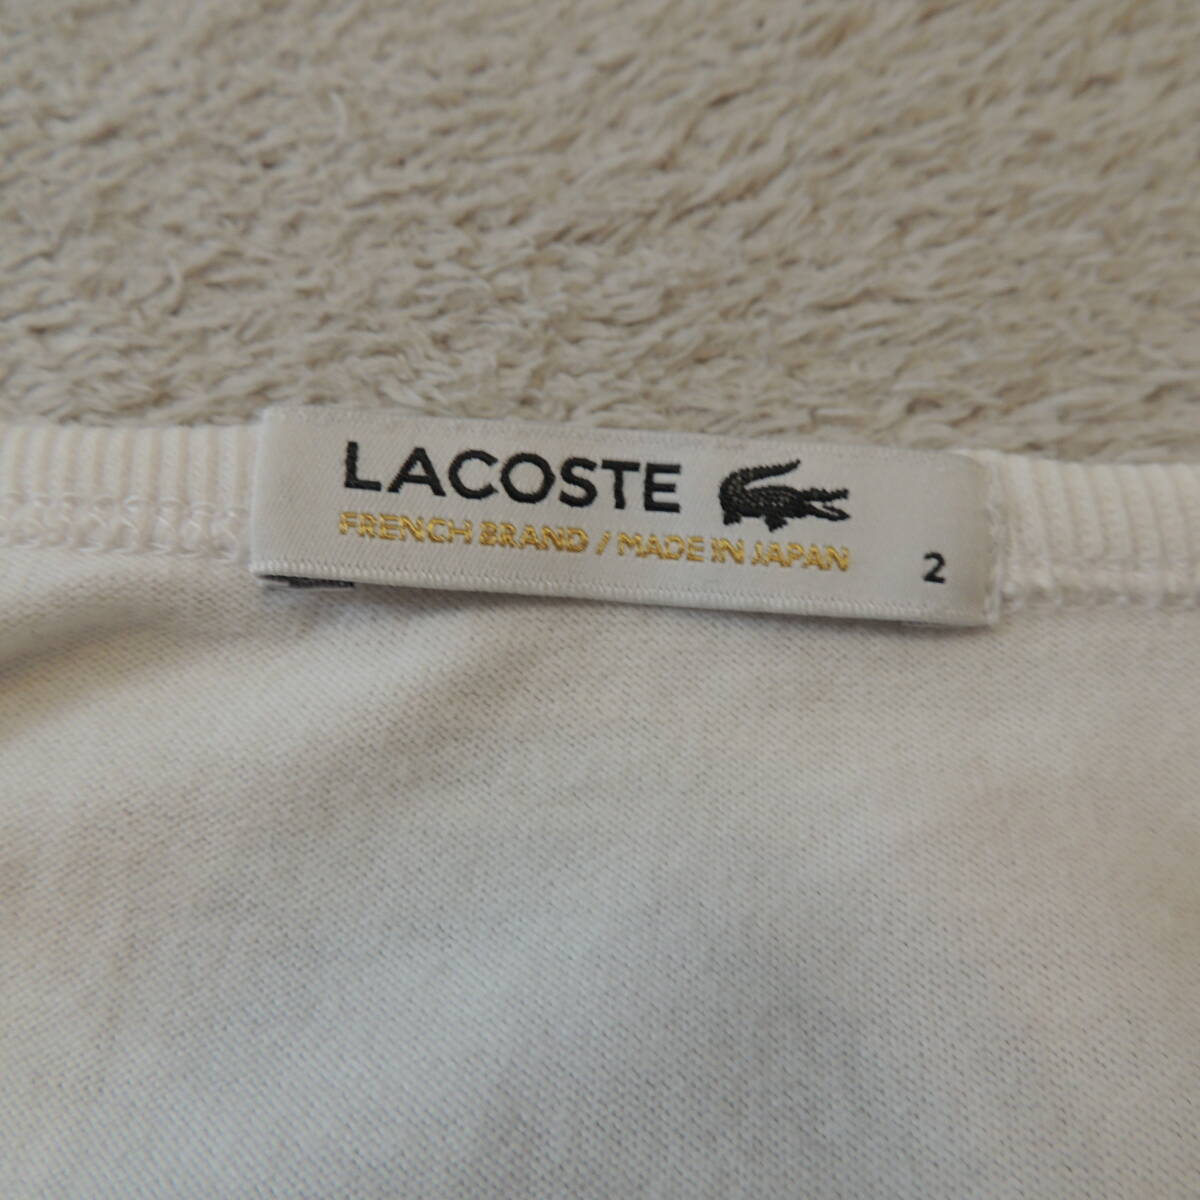 LACOSTE
FRENCH BRAND / MADE IN JAPAN
2